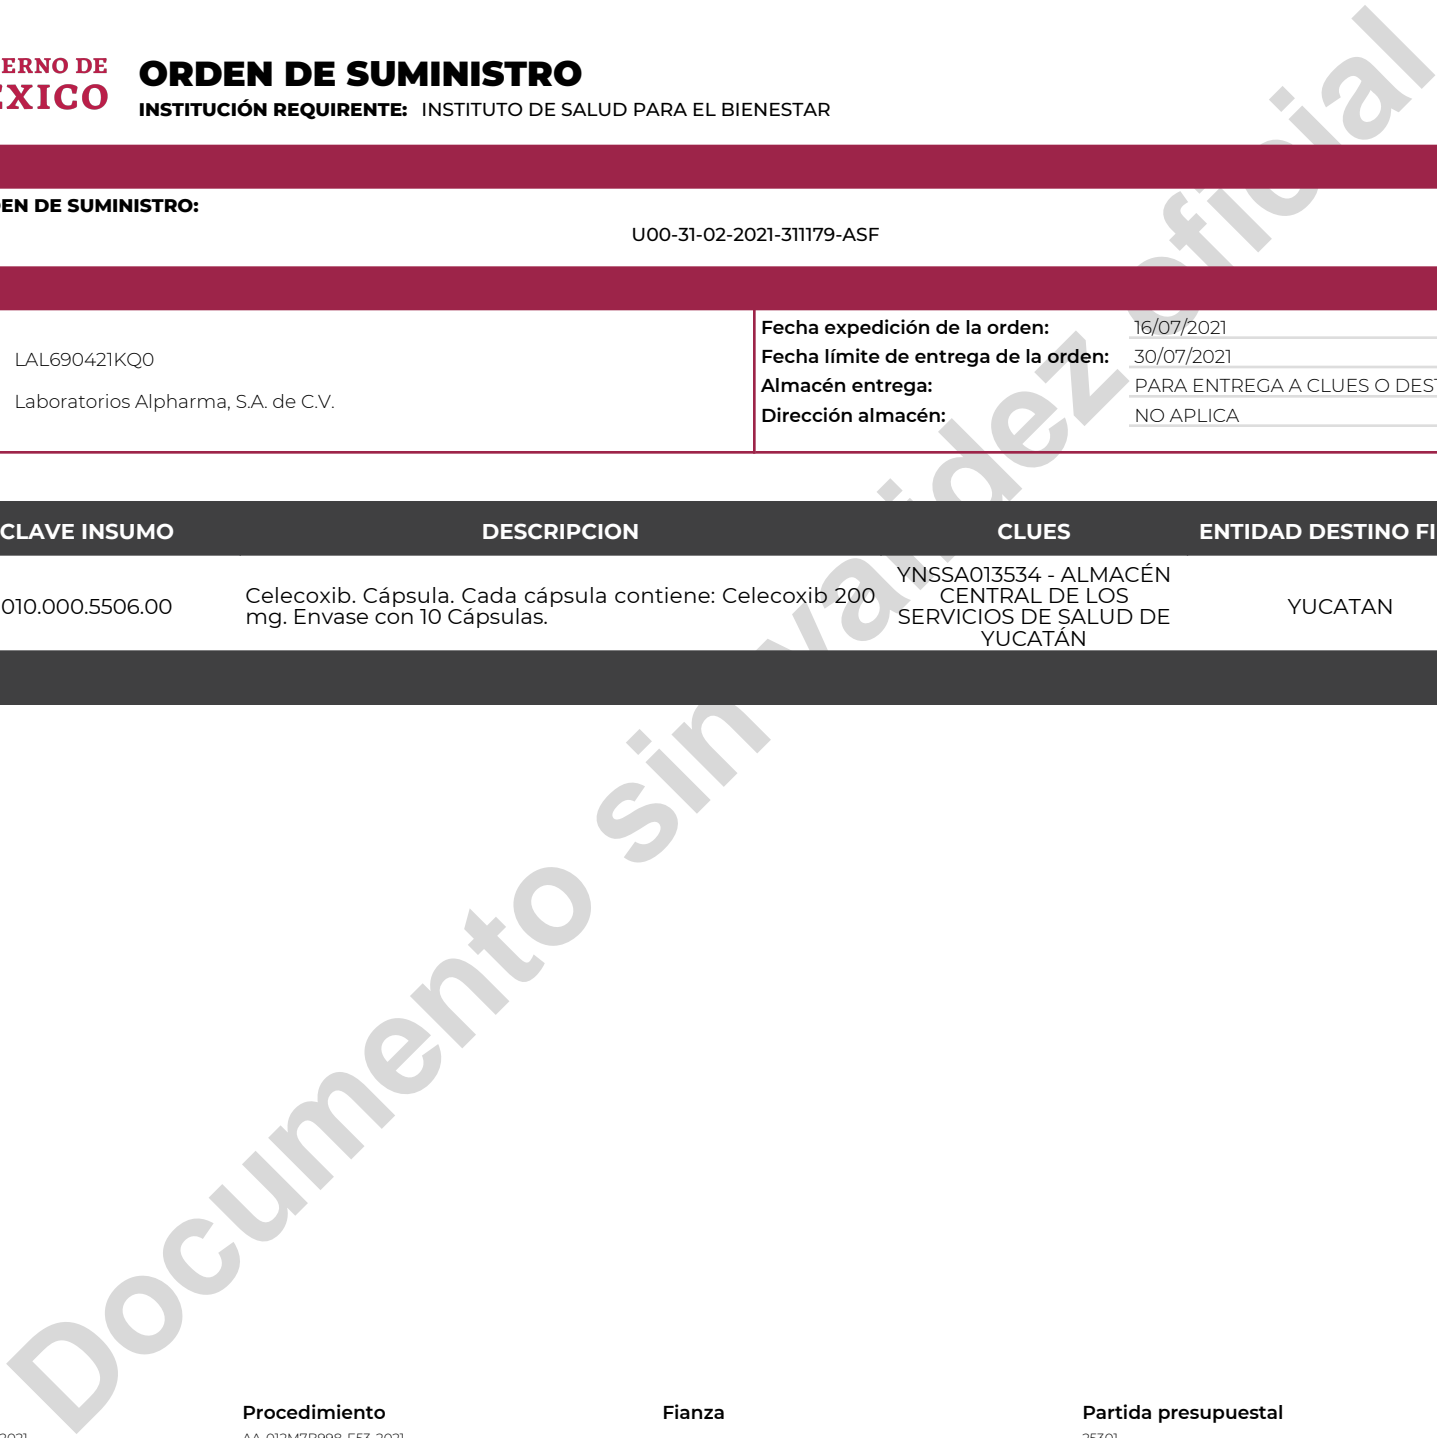 ERNO DE
EXICO
ORDEN DE SUMINISTRO
INSTITUCIÓN REQUIRENTE: INSTITUTO DE SALUD PARA EL BIENESTAR
EN DE SUMINISTRO:
U00-31-02-2021-311179-ASF
LAL690421KQ0
Laboratorios Alpharma, S.A. de C.V.
Fecha expedición de la orden: 16/07/2021
Fecha límite de entrega de la orden: 30/07/2021
Almacén entrega: PARA ENTREGA A CLUES O DEST
Dirección almacén: NO APLICA
CLAVE INSUMO DESCRIPCION CLUES ENTIDAD DESTINO FI
010.000.5506.00
Celecoxib. Cápsula. Cada cápsula contiene: Celecoxib 200
mg. Envase con 10 Cápsulas.
YNSSA013534 - ALMACÉN
CENTRAL DE LOS
SERVICIOS DE SALUD DE
YUCATÁN
YUCATAN
Documento sin validez oficial
Procedimiento Fianza Partida presupuestal